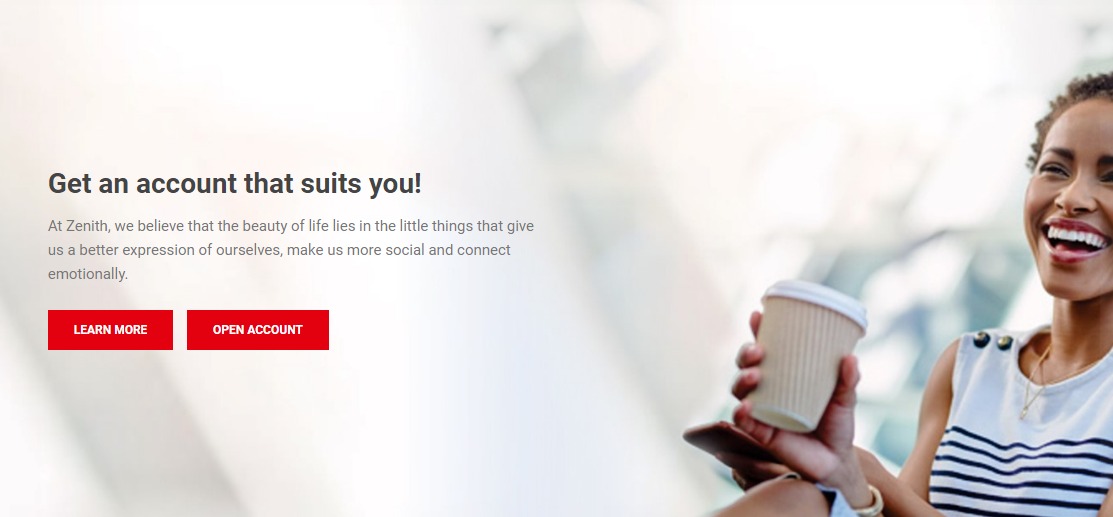 Get an account that suits you!
At Zenith, we believe that the beauty of life lies in the little things that give
us a better expression of ourselves, make us more social and connect
emotionally.
LEARN MORE
OPEN ACCOUNT